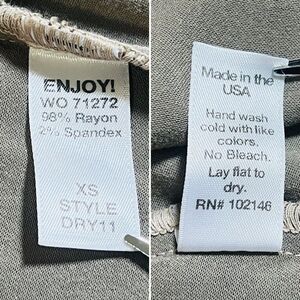 ENJOY!
WO 71272
98% Rayon
2% Spandex
XS
STYLE
DRY11
Made in the
USA
Hand wash
cold with like
colors.
No Bleach.
Lay flat to
dry.
RN# 102146